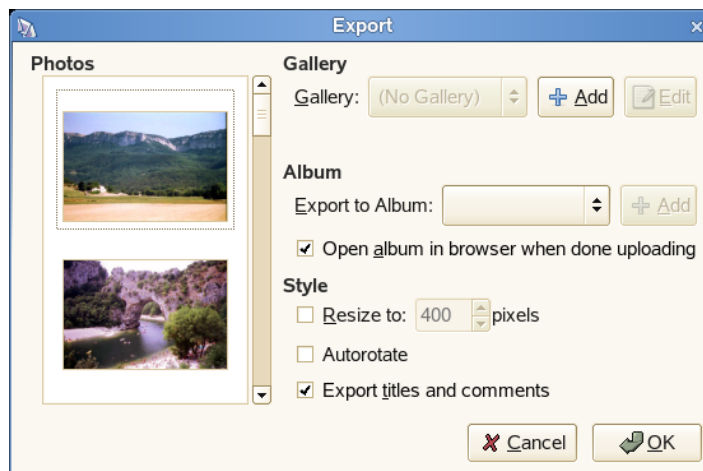 Export
Photos
Gallery
Gallery: (No Gallery) Add Edit
Album
Export to Album: Add
Open album in browser when done uploading
Style
Resize to: 400 pixels
Autorotate
Export titles and comments
Cancel OK